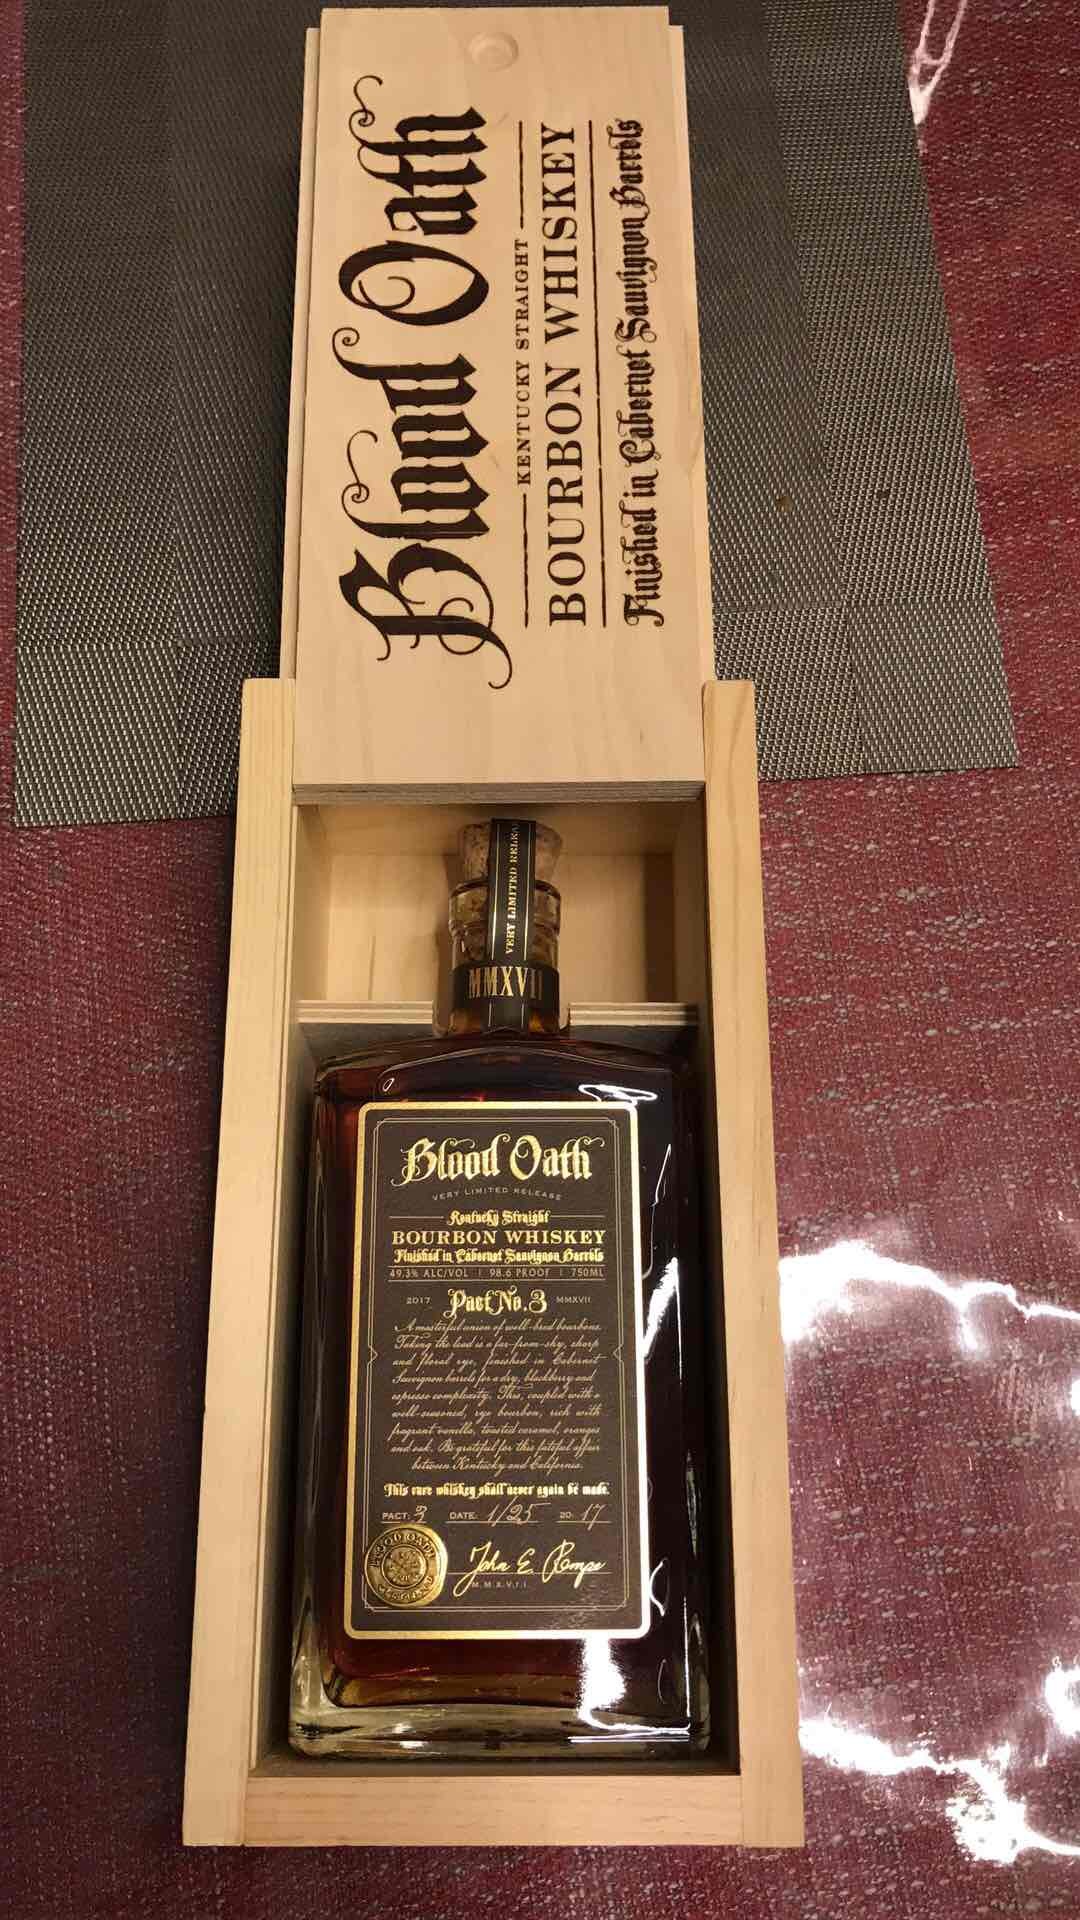 Blood Oath
KENTUCKY STRAIGHT
BOURBON WHISKEY
Finished in Cabernet Sauvignon Barrels
VERY LIMITED RELEA
MMXVII
Blood Oath
VERY LIMITED RELEASE
Kentucky Straight
BOURBON WHISKEY
Finished in Cabernet Sauvignon Barrels
49.3% ALC/VOL | 98.6 PROOF | 750ML
2017 Pact No. 3 MMXVII
A masterful union of well-bred bourbons.
Taking the lead is a far-from-shy, sharp
and floral rye, finished in Cabernet
Sauvignon barrels for a dry, blackberry and
espresso complexity. This, coupled with a
well-seasoned, rye bourbon, rich with
fragrant vanilla, toasted caramel, oranges
and oak. Be grateful for this fateful affair
between Kentucky and California.
This rare whiskey shall never again be made.
PACT: 3 DATE: 1/25 20: 17
BLOOD OATH
John E. Rempe
M.M.X.V.I.I.